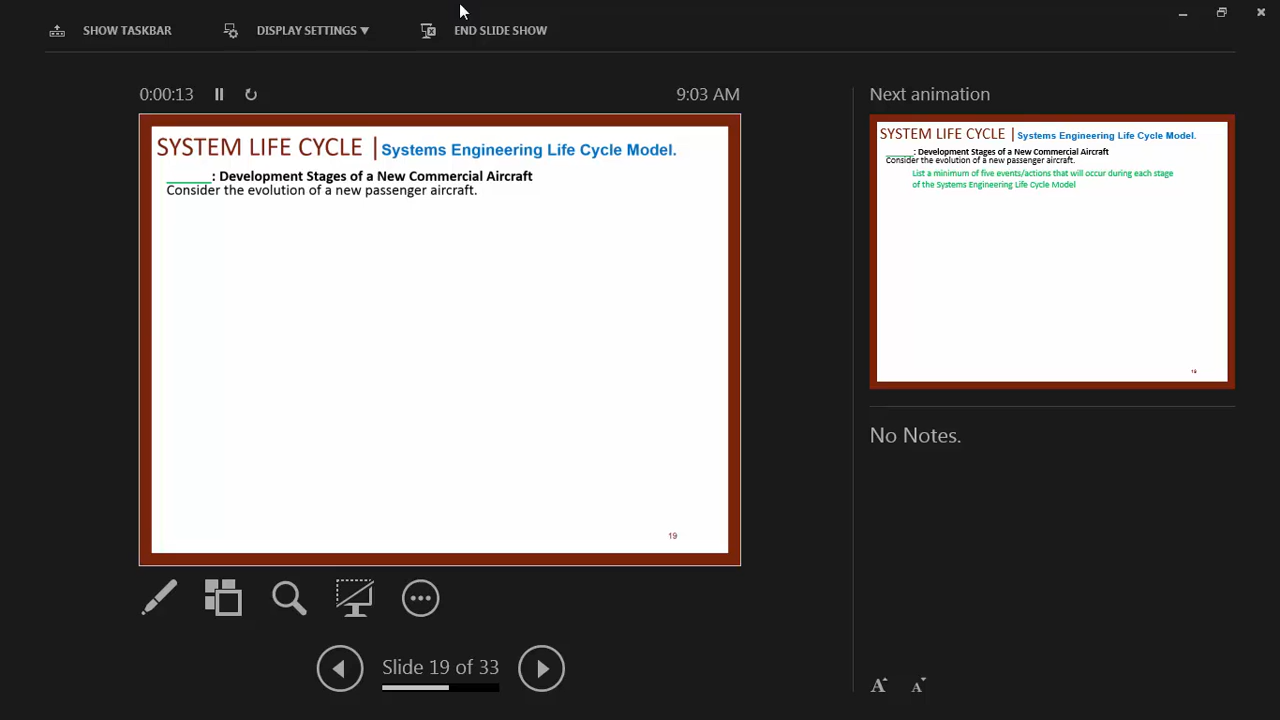 SHOW TASKBAR
DISPLAY SETTINGS
END SLIDE SHOW
0:00:13
9:03 AM
SYSTEM LIFE CYCLE | Systems Engineering Life Cycle Model.
_____: Development Stages of a New Commercial Aircraft
Consider the evolution of a new passenger aircraft.
19
Slide 19 of 33
Next animation
SYSTEM LIFE CYCLE | Systems Engineering Life Cycle Model.
_____: Development Stages of a New Commercial Aircraft
Consider the evolution of a new passenger aircraft.
List a minimum of five events/actions that will occur during each stage
of the Systems Engineering Life Cycle Model
19
No Notes.
A A